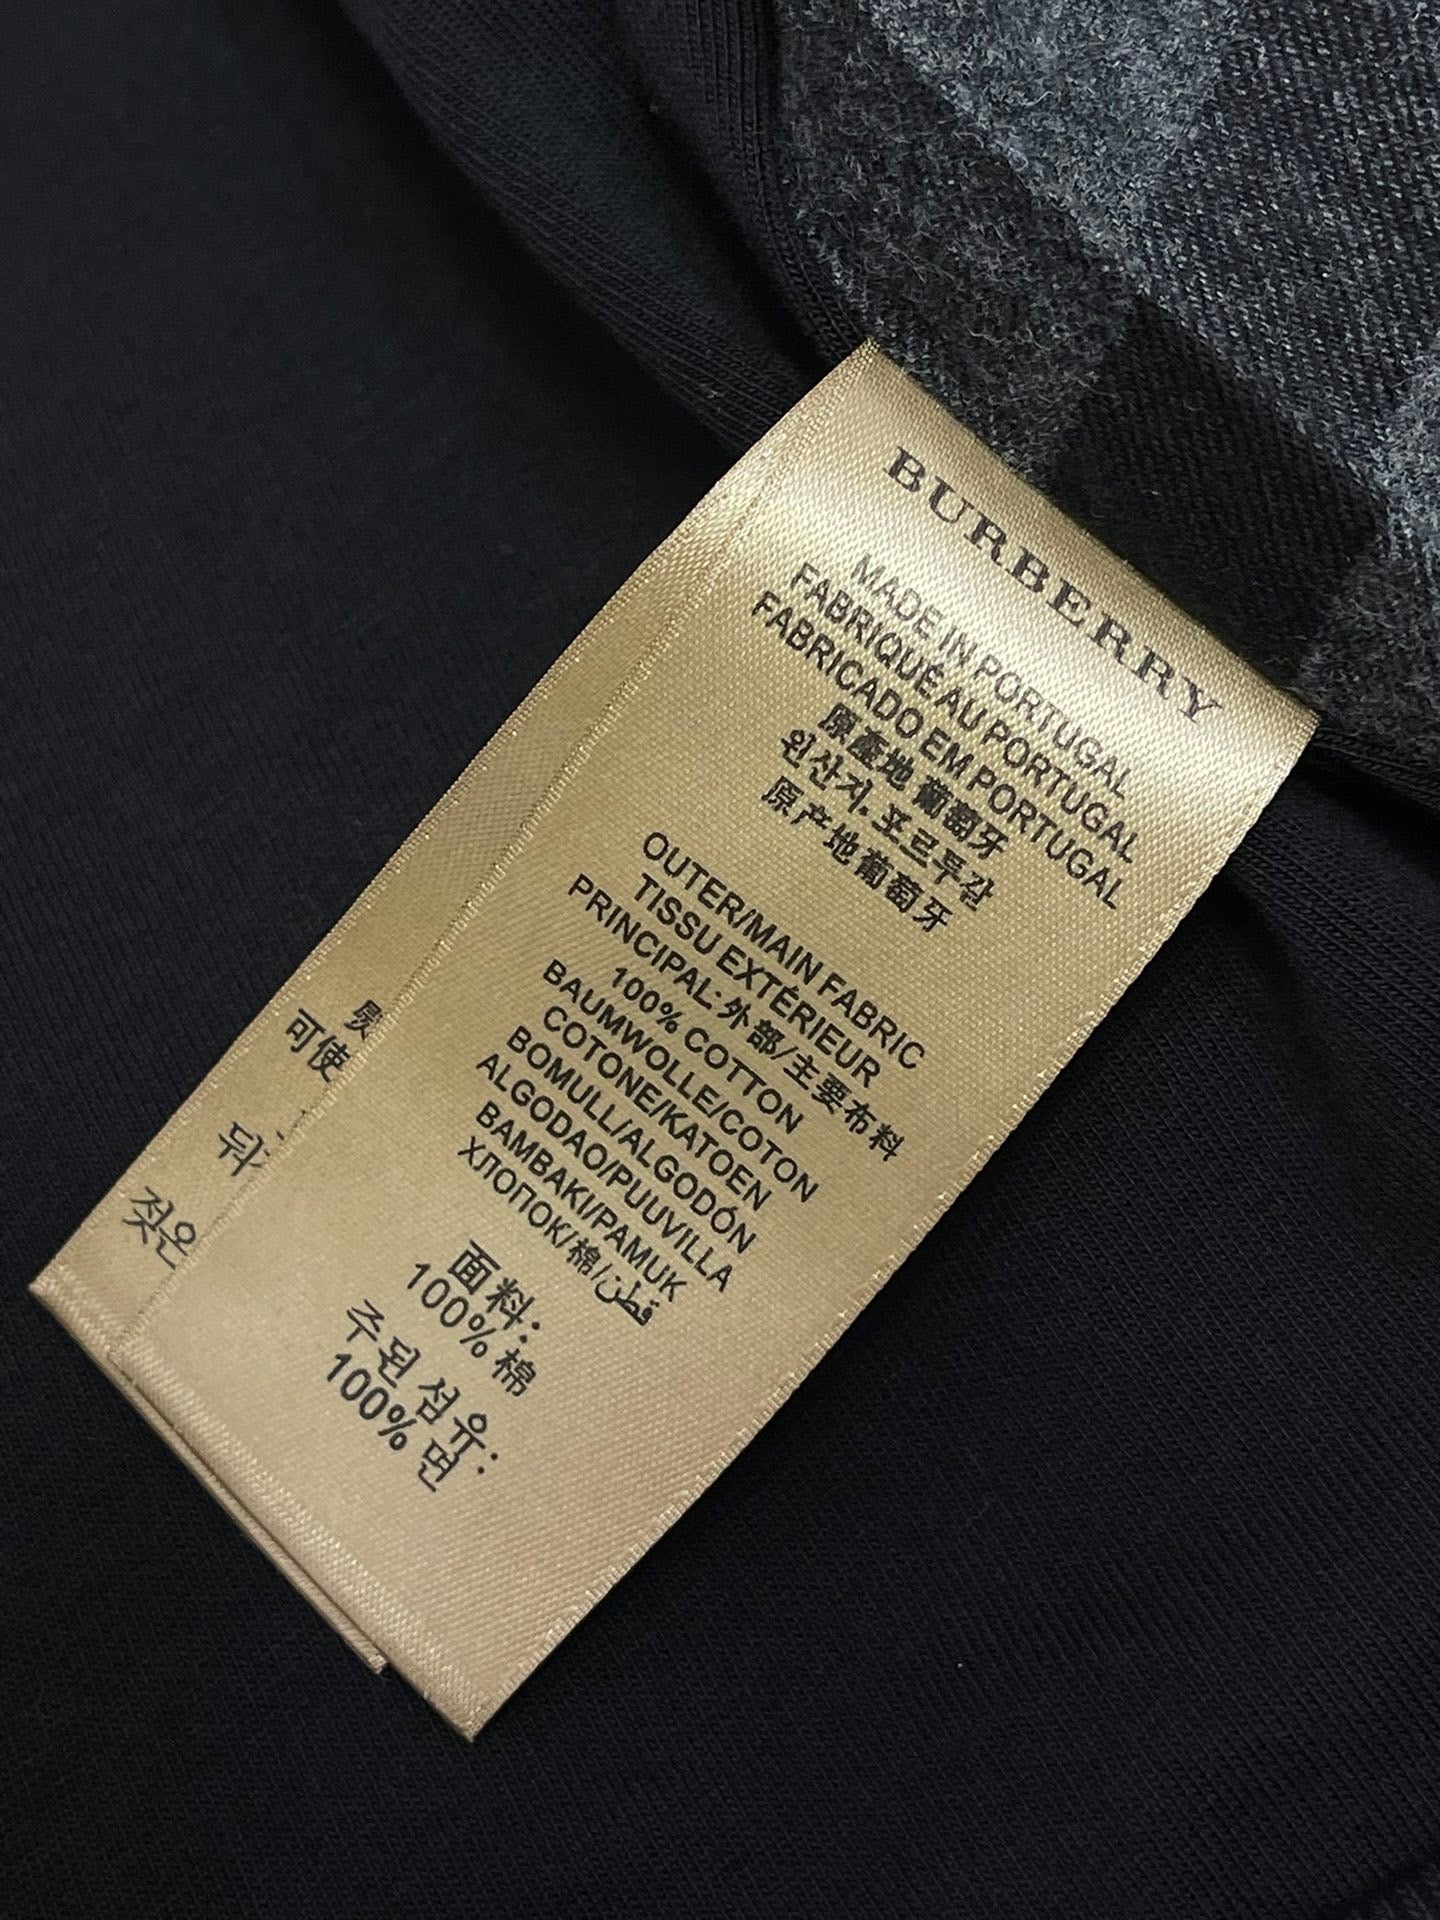 BURBERRY
MADE IN PORTUGAL
FABRIQUÉ AU PORTUGAL
FABRICADO EM PORTUGAL
原產地 葡萄牙
원산지. 포르투갈
原产地葡萄牙
OUTER/MAIN FABRIC
TISSU EXTÉRIEUR
PRINCIPAL:外部/主要布料
100% COTTON
BAUMWOLLE/COTON
COTONE/KATOEN
BOMULL/ALGODÓN
ALGODAO/PUUVILLA
BAMBAKI/PAMUK
ХЛОПОК/棉/قطن
面料:
100% 棉
주된 섬유:
100% 면
可使
뒤
젖은